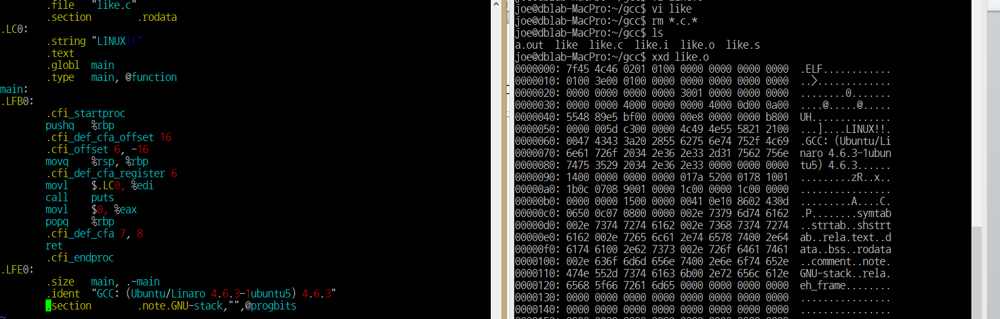 .file "like.c"
.section .rodata
.LC0:
.string "LINUX!!"
.text
.globl main
.type main, @function
main:
.LFB0:
.cfi_startproc
pushq %rbp
.cfi_def_cfa_offset 16
.cfi_offset 6, -16
movq %rsp, %rbp
.cfi_def_cfa_register 6
movl $.LC0, %edi
call puts
movl $0, %eax
popq %rbp
.cfi_def_cfa 7, 8
ret
.cfi_endproc
.LFE0:
.size main, .-main
.ident "GCC: (Ubuntu/Linaro 4.6.3-1ubuntu5) 4.6.3"
.section .note.GNU-stack,"",@progbits
~
joe@dblab-MacPro:~/gcc$ vi like
joe@dblab-MacPro:~/gcc$ rm *.c.*
joe@dblab-MacPro:~/gcc$ ls
a.out like like.c like.i like.o like.s
joe@dblab-MacPro:~/gcc$ xxd like.o
0000000: 7f45 4c46 0201 0100 0000 0000 0000 0000 .ELF............
0000010: 0100 3e00 0100 0000 0000 0000 0000 0000 ..>.............
0000020: 0000 0000 0000 0000 3001 0000 0000 0000 ........0.......
0000030: 0000 0000 4000 0000 0000 4000 0d00 0a00 ....@.....@.....
0000040: 5548 89e5 bf00 0000 00e8 0000 0000 b800 UH..............
0000050: 0000 005d c300 0000 4c49 4e55 5821 2100 ...]....LINUX!!.
0000060: 0047 4343 3a20 2855 6275 6e74 752f 4c69 .GCC: (Ubuntu/Li
0000070: 6e61 726f 2034 2e36 2e33 2d31 7562 756e naro 4.6.3-1ubun
0000080: 7475 3529 2034 2e36 2e33 0000 0000 0000 tu5) 4.6.3......
0000090: 1400 0000 0000 0000 017a 5200 0178 1001 .........zR..x..
00000a0: 1b0c 0708 9001 0000 1c00 0000 1c00 0000 ................
00000b0: 0000 0000 1500 0000 0041 0e10 8602 430d .........A....C.
00000c0: 0650 0c07 0800 0000 002e 7379 6d74 6162 .P........symtab
00000d0: 002e 7374 7274 6162 002e 7368 7374 7274 ..strtab..shstrt
00000e0: 6162 002e 7265 6c61 2e74 6578 7400 2e64 ab..rela.text..d
00000f0: 6174 6100 2e62 7373 002e 726f 6461 7461 ata..bss..rodata
0000100: 002e 636f 6d6d 656e 7400 2e6e 6f74 652e ..comment..note.
0000110: 474e 552d 7374 6163 6b00 2e72 656c 612e GNU-stack..rela.
0000120: 6568 5f66 7261 6d65 0000 0000 0000 0000 eh_frame........
0000130: 0000 0000 0000 0000 0000 0000 0000 0000 ................
0000140: 0000 0000 0000 0000 0000 0000 0000 0000 ................